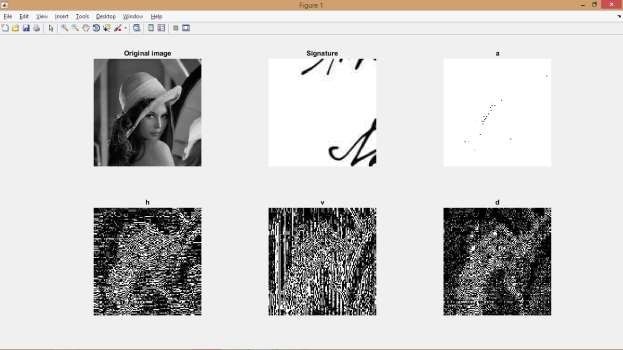 Figure 1
File Edit View Insert Tools Desktop Window Help
Original image Signature a
h v d